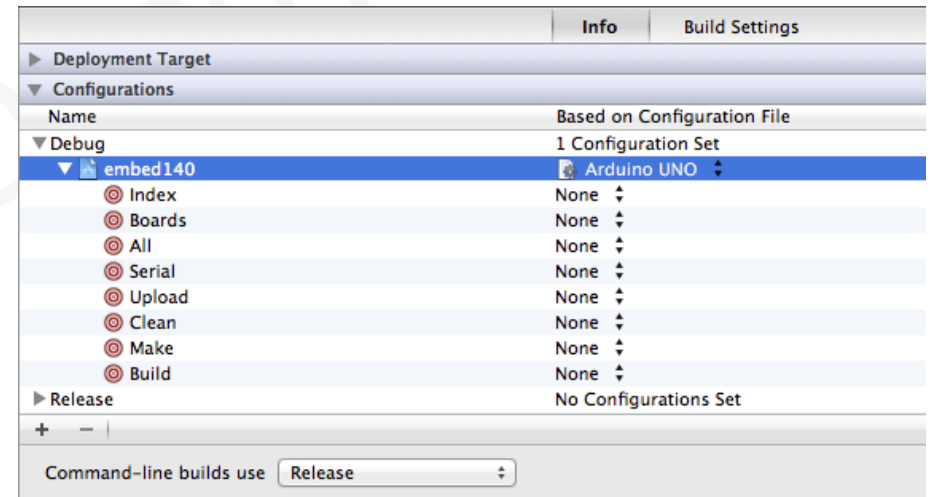 Info Build Settings
Deployment Target
Configurations
Name Based on Configuration File
Debug 1 Configuration Set
embed140 Arduino UNO
Index None
Boards None
All None
Serial None
Upload None
Clean None
Make None
Build None
Release No Configurations Set
+ −
Command-line builds use Release